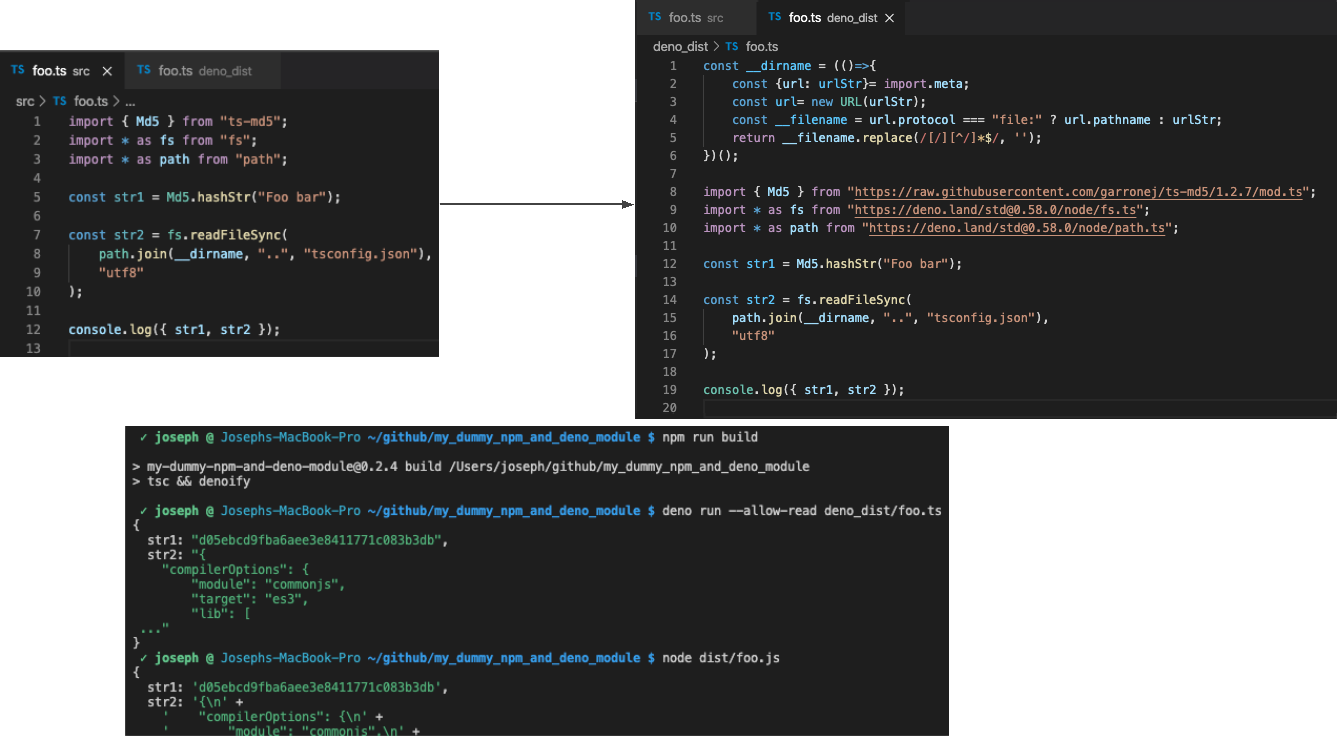 TS foo.ts src ×
TS foo.ts deno_dist
src > TS foo.ts > ...
1 import { Md5 } from "ts-md5";
2 import * as fs from "fs";
3 import * as path from "path";
4
5 const str1 = Md5.hashStr("Foo bar");
6
7 const str2 = fs.readFileSync(
8 path.join(__dirname, "..", "tsconfig.json"),
9 "utf8"
10 );
11
12 console.log({ str1, str2 });
13
TS foo.ts src
TS foo.ts deno_dist ×
deno_dist > TS foo.ts
1 const __dirname = (()=>{
2 const {url: urlStr}= import.meta;
3 const url= new URL(urlStr);
4 const __filename = url.protocol === "file:" ? url.pathname : urlStr;
5 return __filename.replace(/[/][^/]*$/, '');
6 })();
7
8 import { Md5 } from "https://raw.githubusercontent.com/garronej/ts-md5/1.2.7/mod.ts";
9 import * as fs from "https://deno.land/std@0.58.0/node/fs.ts";
10 import * as path from "https://deno.land/std@0.58.0/node/path.ts";
11
12 const str1 = Md5.hashStr("Foo bar");
13
14 const str2 = fs.readFileSync(
15 path.join(__dirname, "..", "tsconfig.json"),
16 "utf8"
17 );
18
19 console.log({ str1, str2 });
20
✓ joseph @ Josephs-MacBook-Pro ~/github/my_dummy_npm_and_deno_module $ npm run build
> my-dummy-npm-and-deno-module@0.2.4 build /Users/joseph/github/my_dummy_npm_and_deno_module
> tsc && denoify
✓ joseph @ Josephs-MacBook-Pro ~/github/my_dummy_npm_and_deno_module $ deno run --allow-read deno_dist/foo.ts
{
str1: "d05ebcd9fba6aee3e8411771c083b3db",
str2: "{
"compilerOptions": {
"module": "commonjs",
"target": "es3",
"lib": [
..."
}
✓ joseph @ Josephs-MacBook-Pro ~/github/my_dummy_npm_and_deno_module $ node dist/foo.js
{
str1: 'd05ebcd9fba6aee3e8411771c083b3db',
str2: '{\n' +
' "compilerOptions": {\n' +
' "module": "commonjs",\n' +